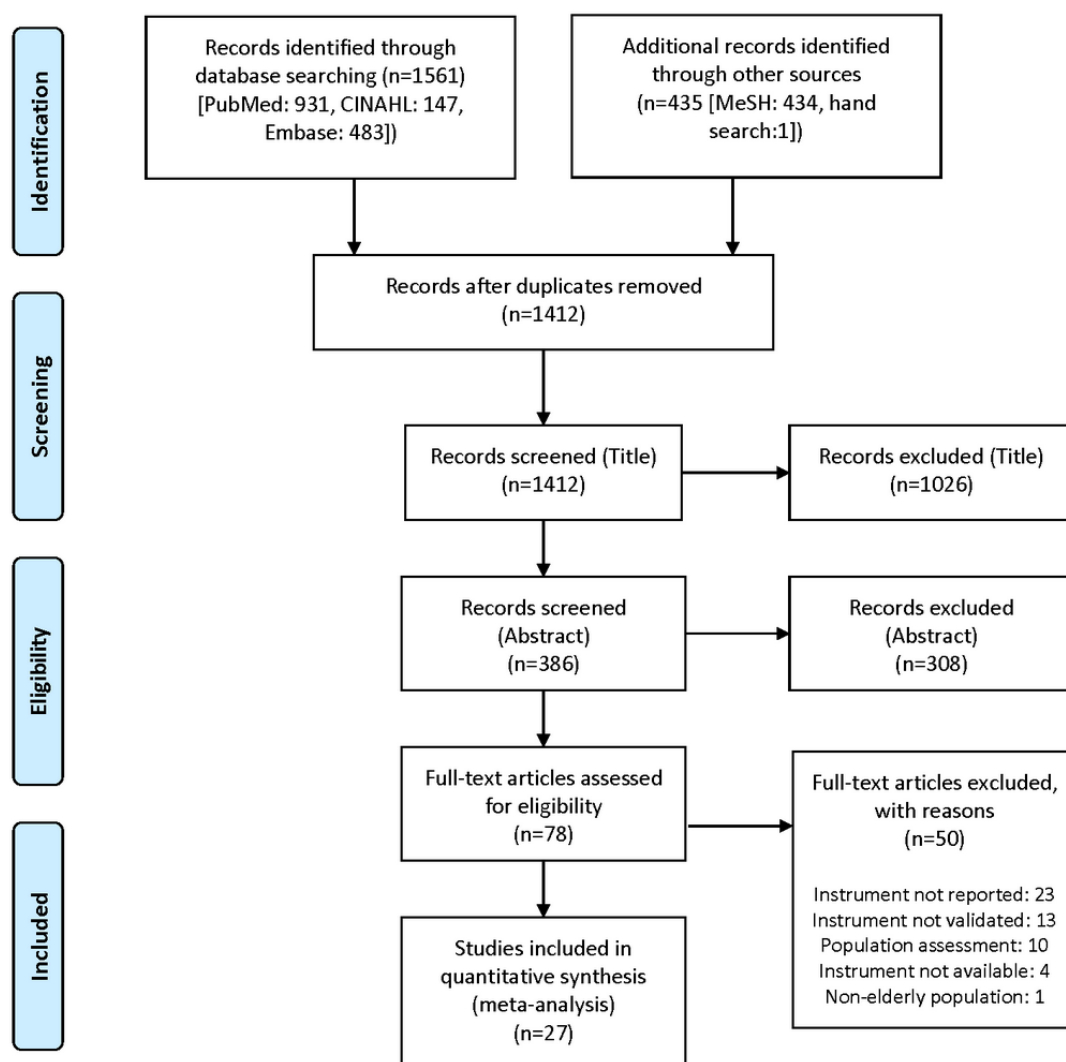 Identification
Records identified through
database searching (n=1561)
[PubMed: 931, CINAHL: 147,
Embase: 483])
Additional records identified
through other sources
(n=435 [MeSH: 434, hand
search:1])
Records after duplicates removed
(n=1412)
Screening
Records screened (Title)
(n=1412)
Records excluded (Title)
(n=1026)
Eligibility
Records screened
(Abstract)
(n=386)
Records excluded
(Abstract)
(n=308)
Full-text articles assessed
for eligibility
(n=78)
Full-text articles excluded,
with reasons
(n=50)
Instrument not reported: 23
Instrument not validated: 13
Population assessment: 10
Instrument not available: 4
Non-elderly population: 1
Included
Studies included in
quantitative synthesis
(meta-analysis)
(n=27)